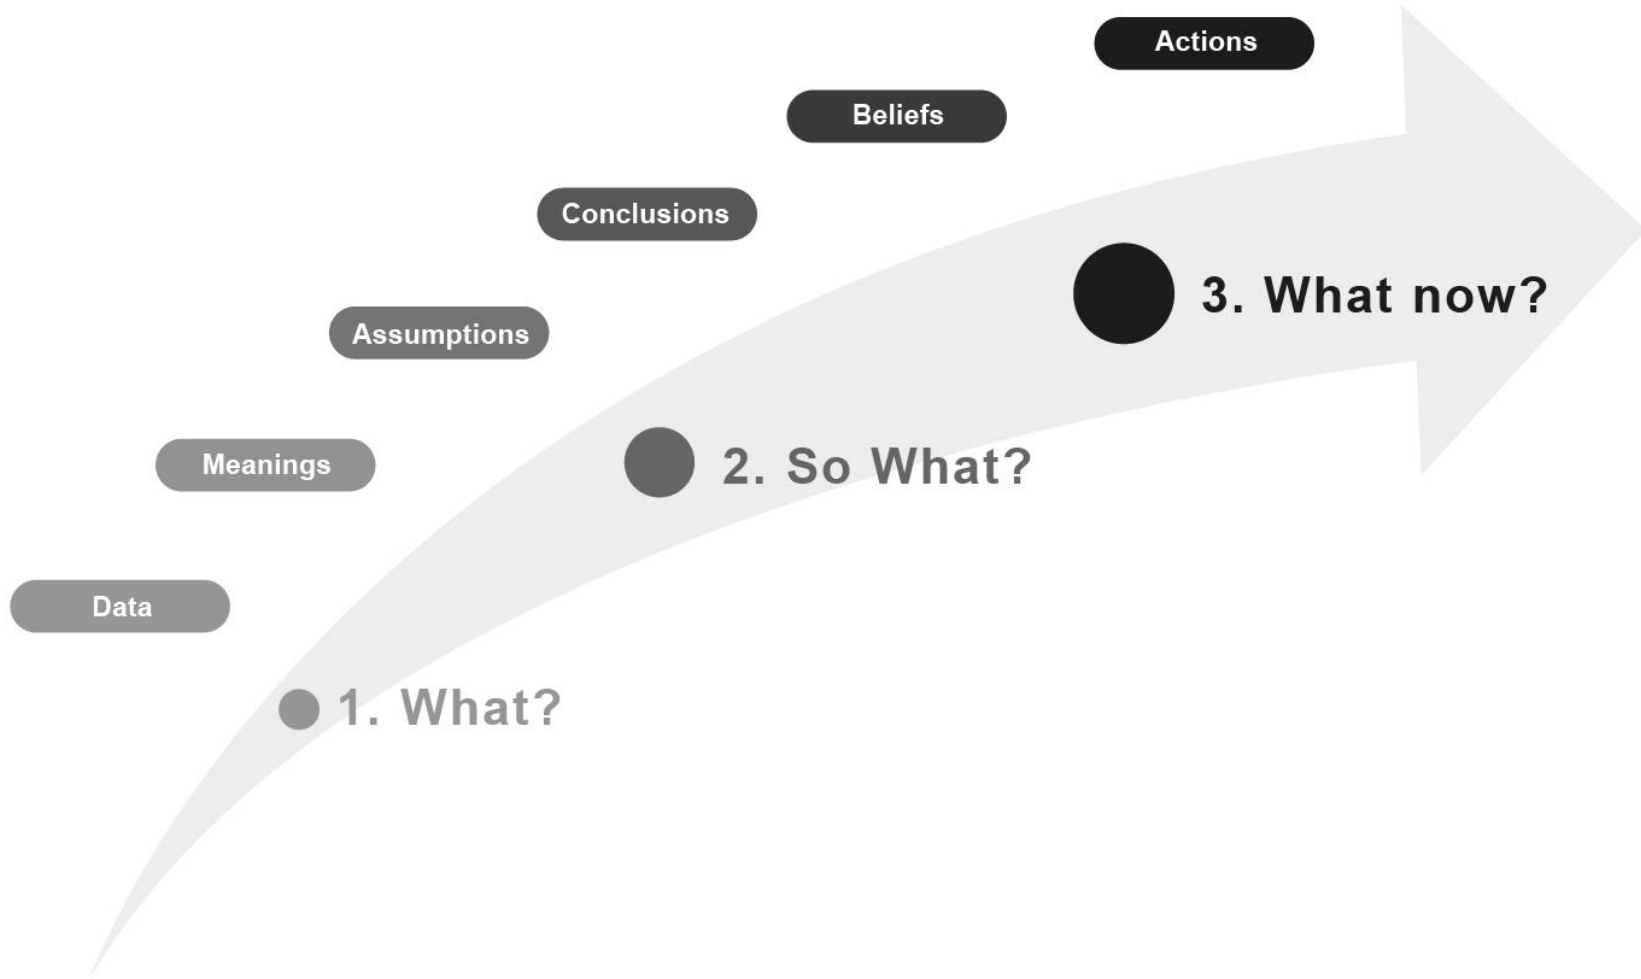 Actions
Beliefs
Conclusions
3. What now?
Assumptions
Meanings
2. So What?
Data
1. What?